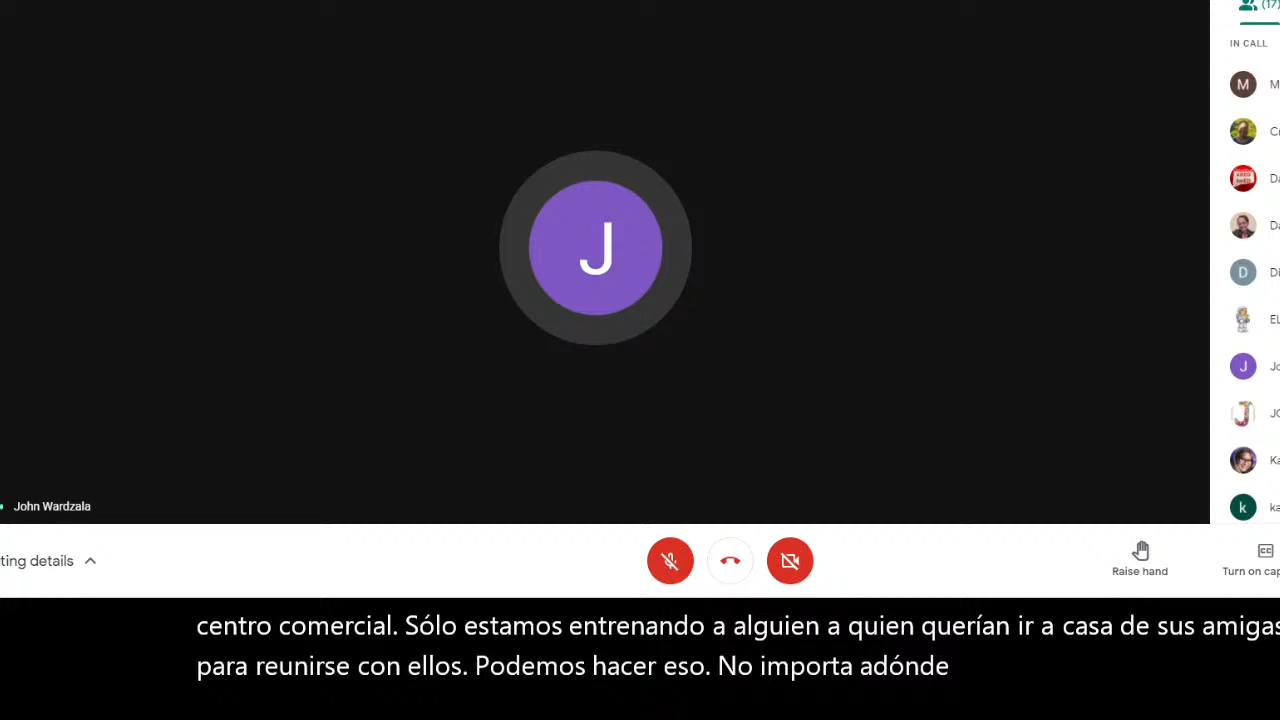 (17)
IN CALL
M
M
D
J
J
k
J
John Wardzala
ting details
Raise hand
Turn on cap
centro comercial. Sólo estamos entrenando a alguien a quien querían ir a casa de sus amigas
para reunirse con ellos. Podemos hacer eso. No importa adónde